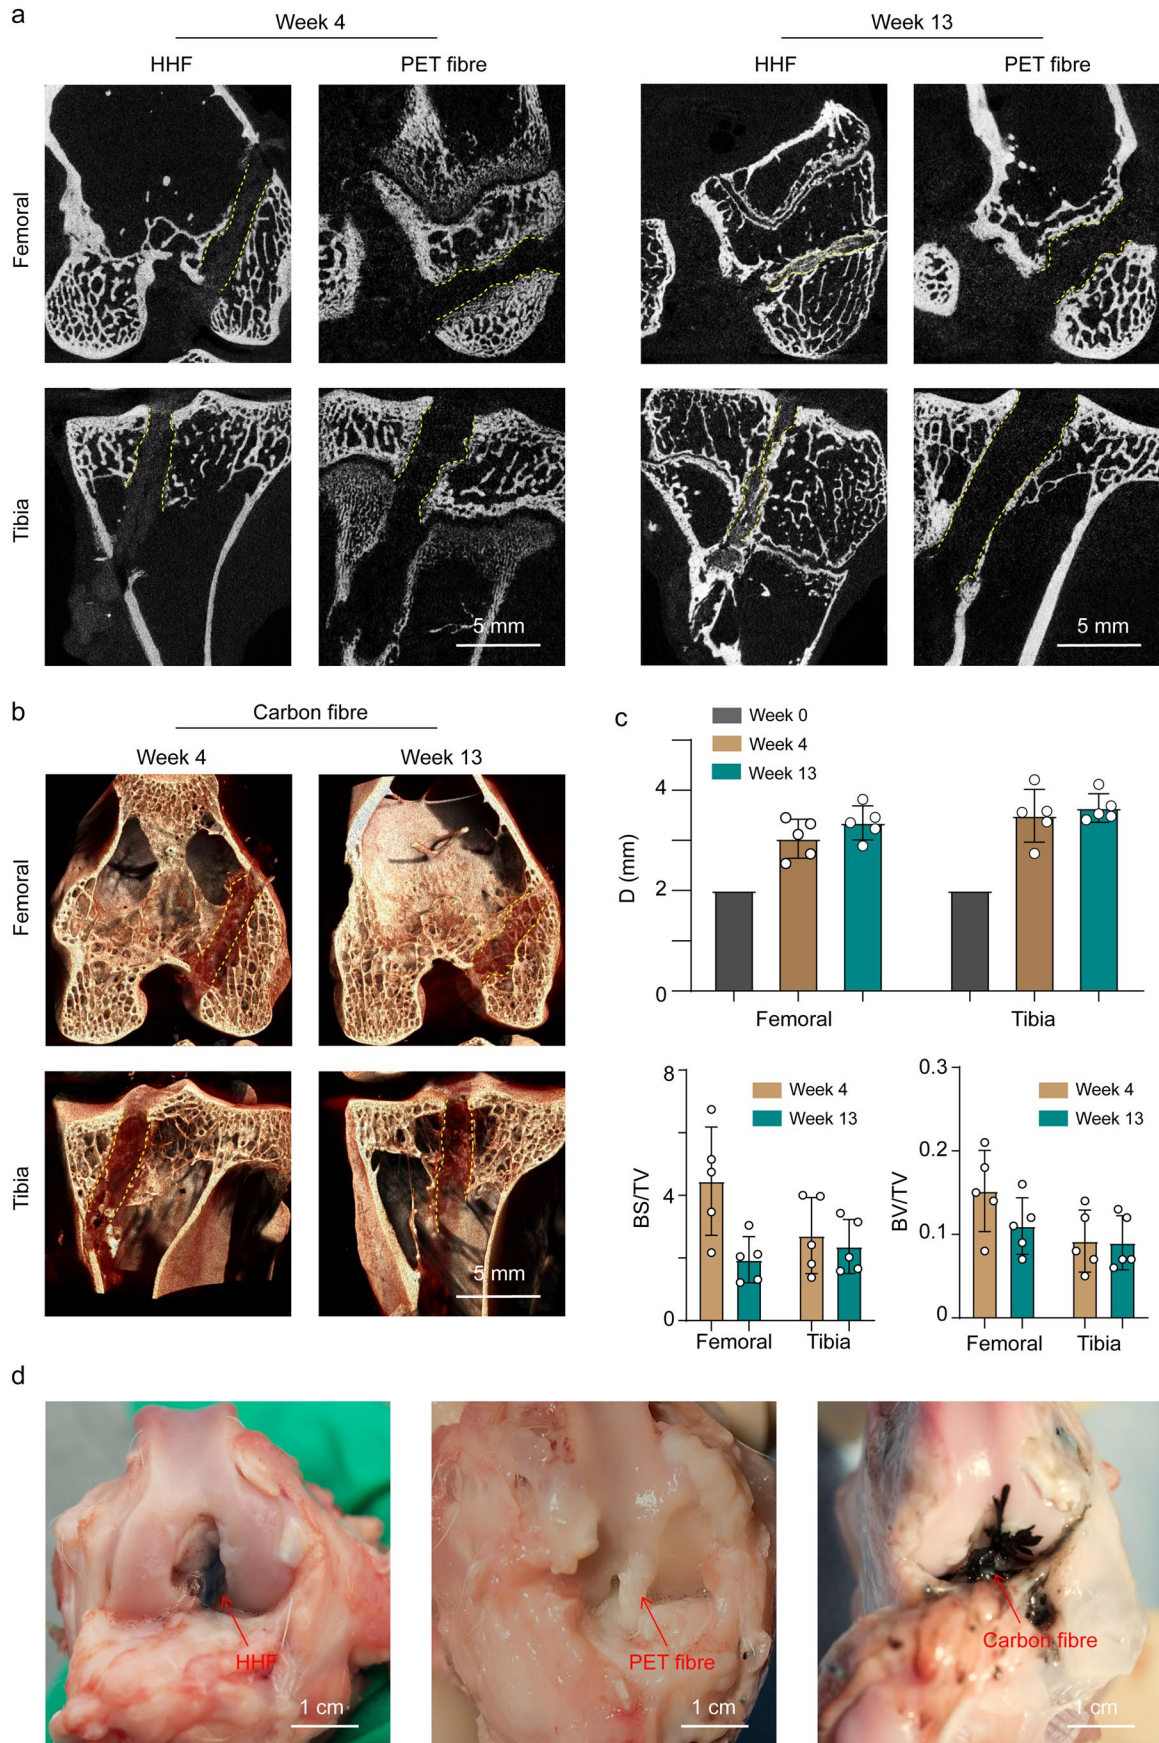 a
Week 4
Week 13
HHF
PET fibre
HHF
PET fibre
Femoral
Tibia
5 mm
5 mm
b
Carbon fibre
Week 4
Week 13
Femoral
Tibia
5 mm
c
Week 0
Week 4
Week 13
D (mm)
4
2
0
Femoral
Tibia
BS/TV
8
4
0
Week 4
Week 13
Femoral
Tibia
BV/TV
0.3
0.2
0.1
0
Week 4
Week 13
Femoral
Tibia
d
HHF
1 cm
PET fibre
1 cm
Carbon fibre
1 cm